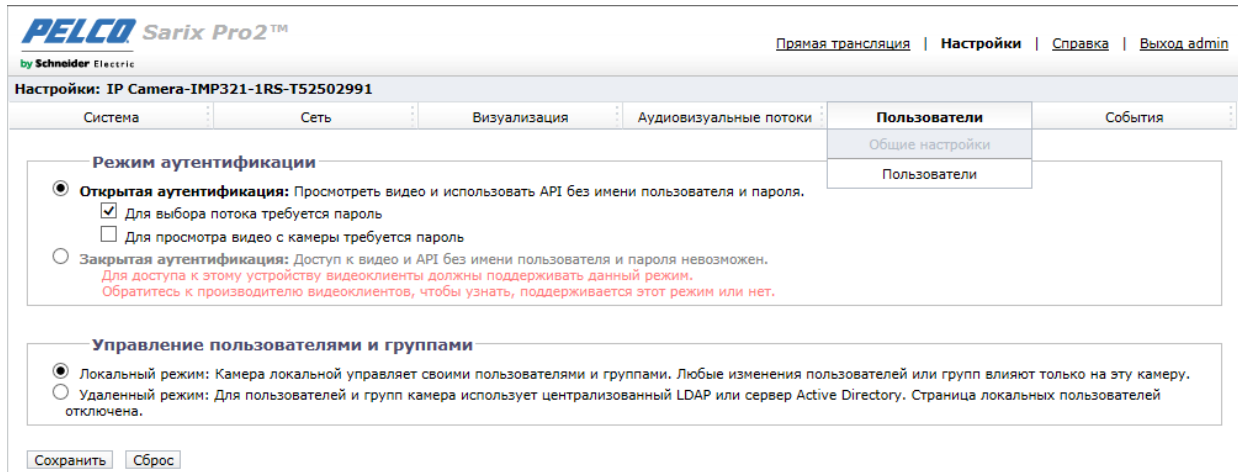 PELCO Sarix Pro2™
by Schneider Electric
Прямая трансляция | Настройки | Справка | Выход admin
Настройки: IP Camera-IMP321-1RS-T52502991
Система Сеть Визуализация Аудиовизуальные потоки Пользователи События
Общие настройки
Пользователи
Режим аутентификации
Открытая аутентификация: Просмотреть видео и использовать API без имени пользователя и пароля.
Для выбора потока требуется пароль
Для просмотра видео с камеры требуется пароль
Закрытая аутентификация: Доступ к видео и API без имени пользователя и пароля невозможен.
Для доступа к этому устройству видеоклиенты должны поддерживать данный режим.
Обратитесь к производителю видеоклиентов, чтобы узнать, поддерживается этот режим или нет.
Управление пользователями и группами
Локальный режим: Камера локальной управляет своими пользователями и группами. Любые изменения пользователей или групп влияют только на эту камеру.
Удаленный режим: Для пользователей и групп камера использует централизованный LDAP или сервер Active Directory. Страница локальных пользователей
отключена.
Сохранить Сброс